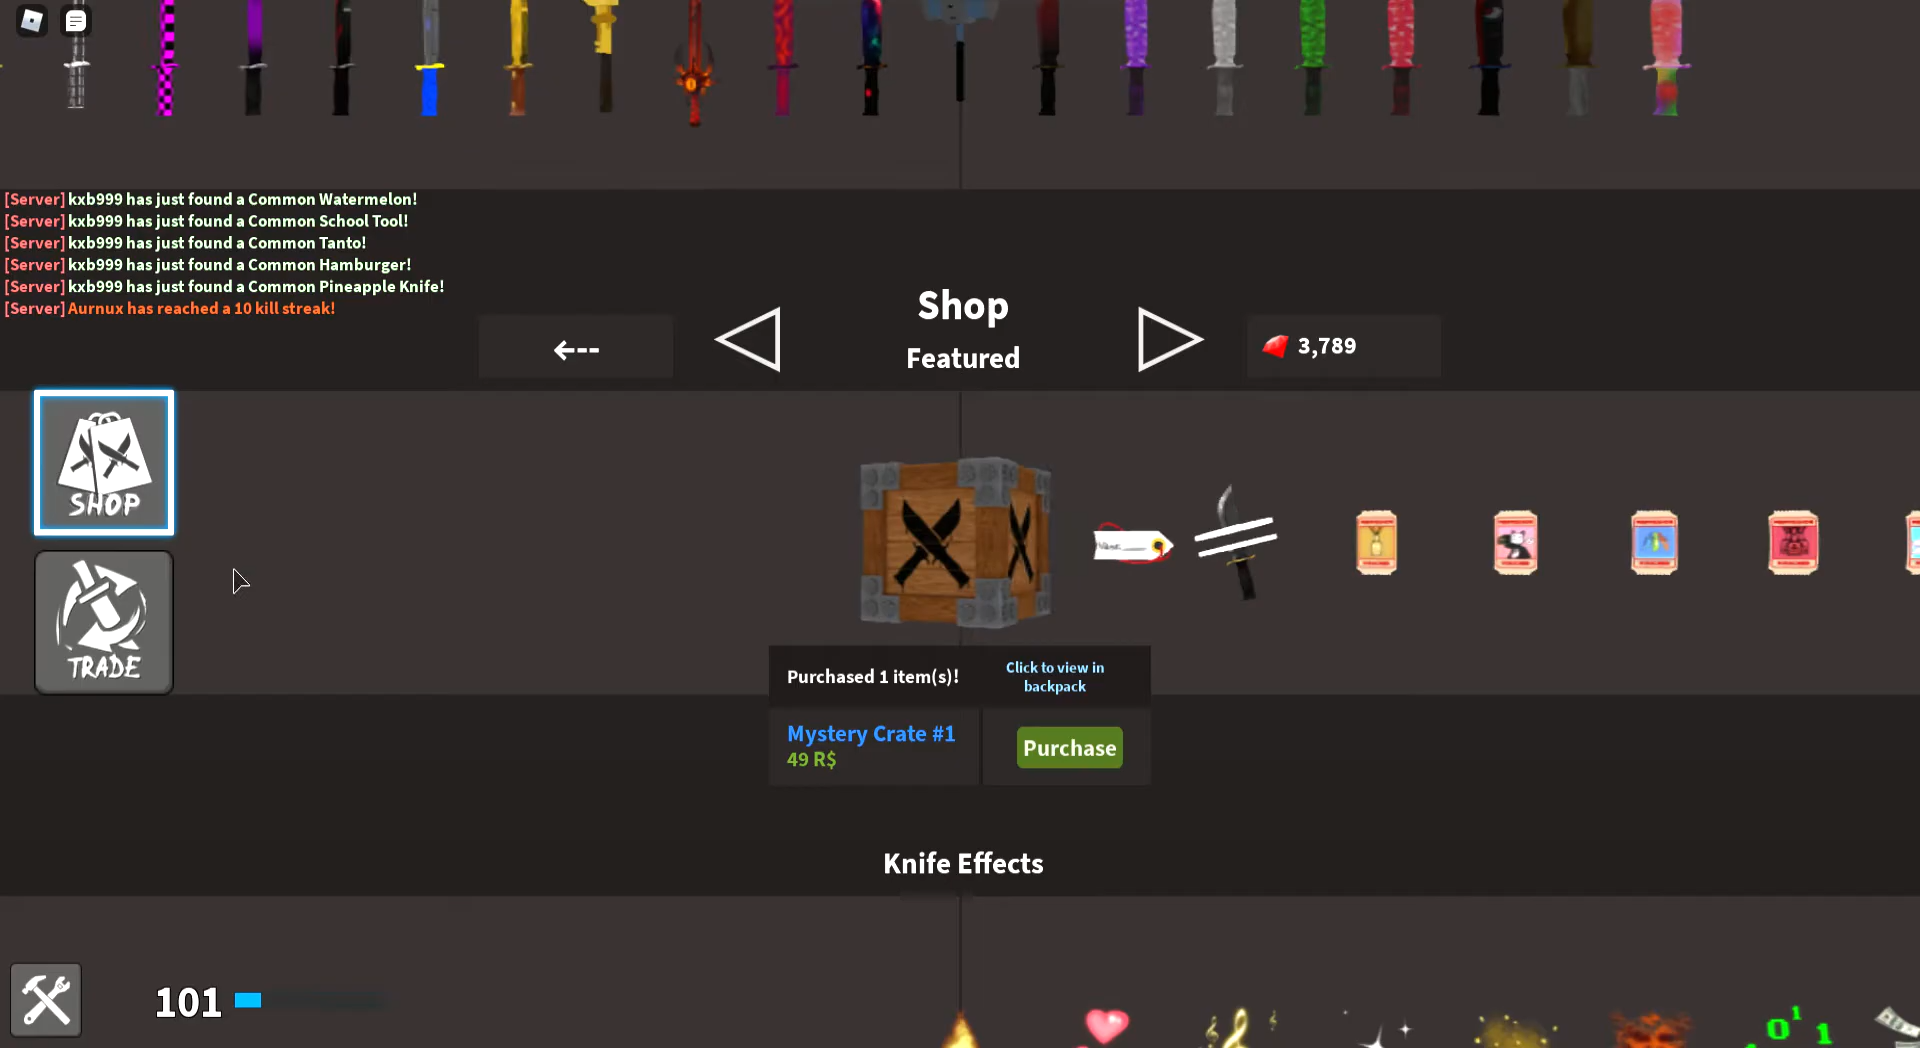 [Server] kxb999 has just found a Common Watermelon!
[Server] kxb999 has just found a Common School Tool!
[Server] kxb999 has just found a Common Tanto!
[Server] kxb999 has just found a Common Hamburger!
[Server] kxb999 has just found a Common Pineapple Knife!
[Server] Aurnux has reached a 10 kill streak!
Shop
Featured
<---
3,789
SHOP
TRADE
Purchased 1 item(s)!
Click to view in
backpack
Mystery Crate #1
49 R$
Purchase
Knife Effects
101
0 1 1